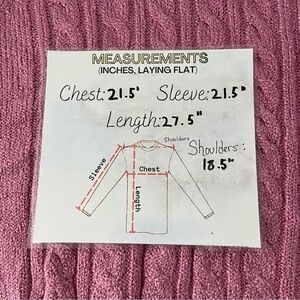 MEASUREMENTS
(INCHES, LAYING FLAT)
Chest: 21.5' Sleeve: 21.5"
Length: 27.5"
Shoulders
Shoulders:
18.5"
Sleeve
Chest
Length